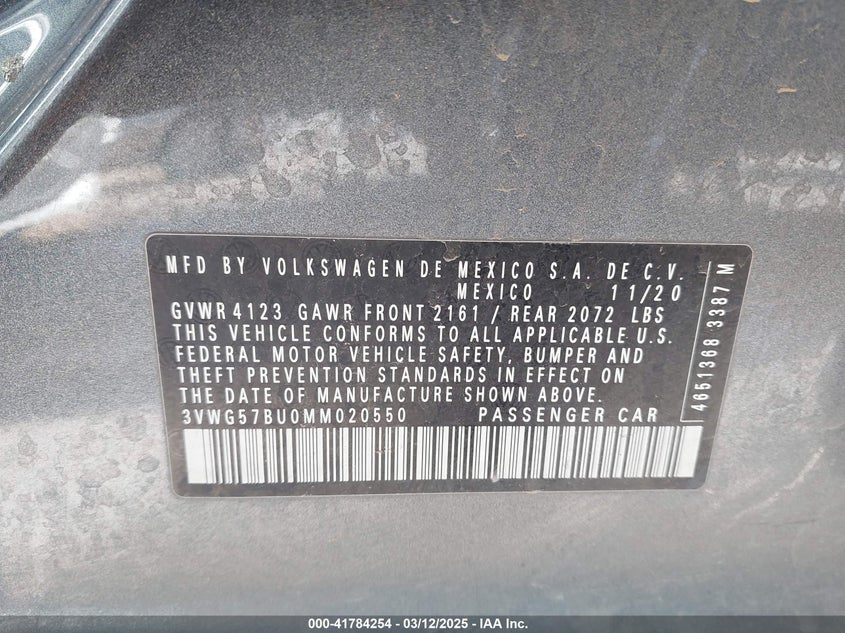 MFD BY VOLKSWAGEN DE MEXICO S.A. DE C.V.
MEXICO 11/20
GVWR 4123 GAWR FRONT 2161 / REAR 2072 LBS
THIS VEHICLE CONFORMS TO ALL APPLICABLE U.S.
FEDERAL MOTOR VEHICLE SAFETY, BUMPER AND
THEFT PREVENTION STANDARDS IN EFFECT ON
THE DATE OF MANUFACTURE SHOWN ABOVE.
3VWG57BU0MM020550 PASSENGER CAR
4651368 3387 M
000-41784254 - 03/12/2025 - IAA Inc.